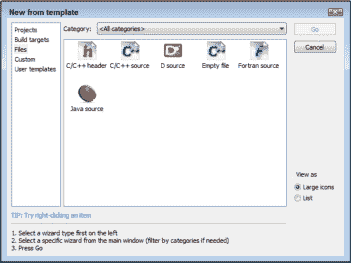 New from template
Projects
Build targets
Files
Custom
User templates
Category: <All categories>
C/C++ header C/C++ source D source Empty file Fortran source
Java source
Go
Cancel
View as
Large icons
List
TIP: Try right-clicking an item
1. Select a wizard type first on the left
2. Select a specific wizard from the main window (filter by categories if needed)
3. Press Go